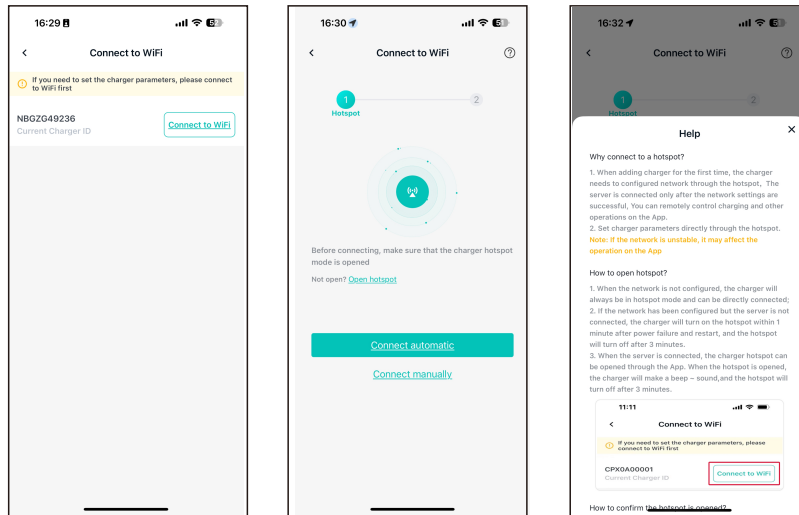 16:29
Connect to WiFi
If you need to set the charger parameters, please connect
to WiFi first
NBGZG49236
Current Charger ID
Connect to WiFi
16:30
Connect to WiFi
1
2
Hotspot
Before connecting, make sure that the charger hotspot
mode is opened
Not open? Open hotspot
Connect automatic
Connect manually
16:32
Connect to WiFi
1
2
Hotspot
Help
Why connect to a hotspot?
1. When adding charger for the first time, the charger
needs to configured network through the hotspot, The
server is connected only after the network settings are
successful, You can remotely control charging and other
operations on the App.
2. Set charger parameters directly through the hotspot.
Note: If the network is unstable, it may affect the
operation on the App
How to open hotspot?
1. When the network is not configured, the charger will
always be in hotspot mode and can be directly connected;
2. If the network has been configured but the server is not
connected, the charger will turn on the hotspot within 1
minute after power failure and restart, and the hotspot
will turn off after 3 minutes.
3. When the server is connected, the charger hotspot can
be opened through the App. When the hotspot is opened,
the charger will make a beep – sound,and the hotspot will
turn off after 3 minutes.
11:11
Connect to WiFi
If you need to set the charger parameters, please
connect to WiFi first
CPX0A00001
Current Charger ID
Connect to WiFi
How to confirm the hotspot is opened?